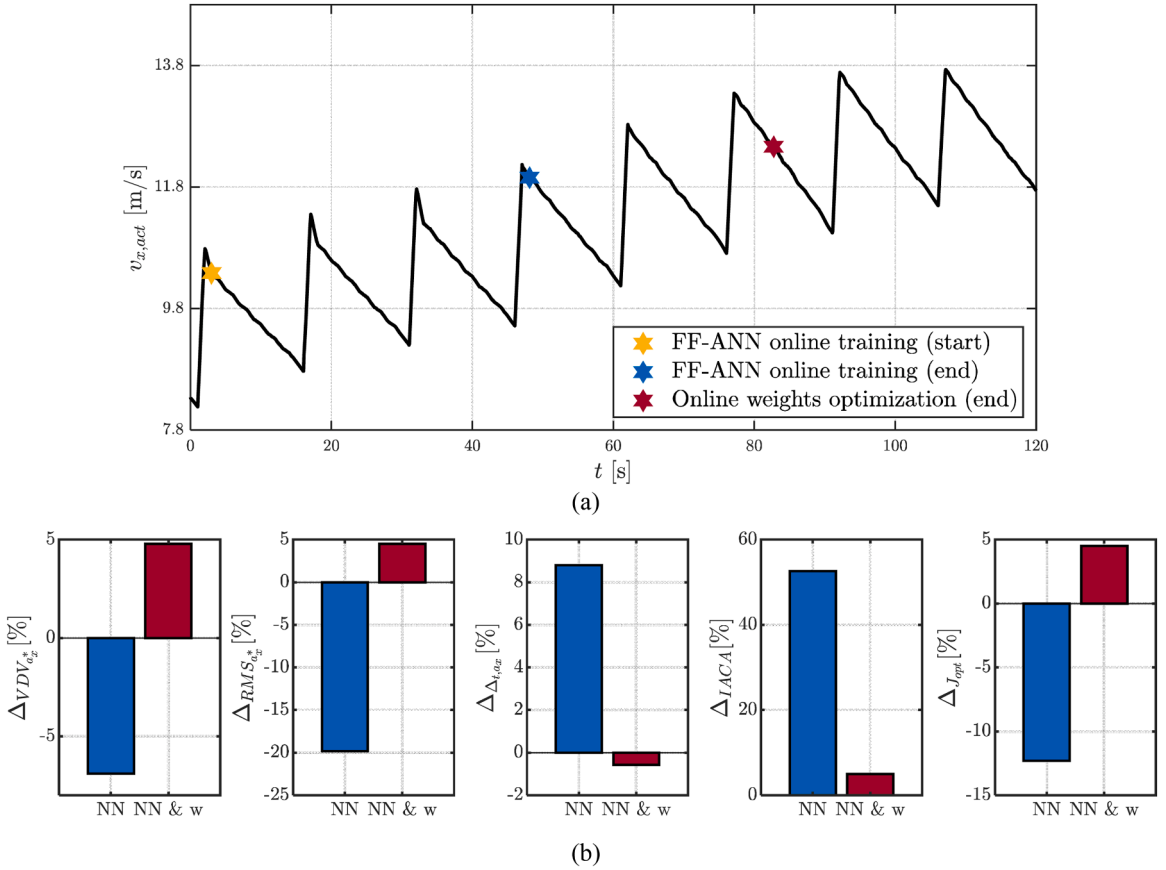 13.8
11.8
9.8
7.8
v_{x,act} [m/s]
0 20 40 60 80 100 120
t [s]
FF-ANN online training (start)
FF-ANN online training (end)
Online weights optimization (end)
(a)
Δ_{VDV_{a_x^*}}[%]
5
0
-5
NN NN & w
Δ_{RMS_{a_x^*}}[%]
5
0
-5
-10
-15
-20
-25
NN NN & w
Δ_{Δ_{t,a_x}}[%]
10
8
6
4
2
0
-2
NN NN & w
Δ_{IACA}[%]
60
40
20
0
NN NN & w
Δ_{J_{opt}}[%]
5
0
-5
-10
-15
NN NN & w
(b)